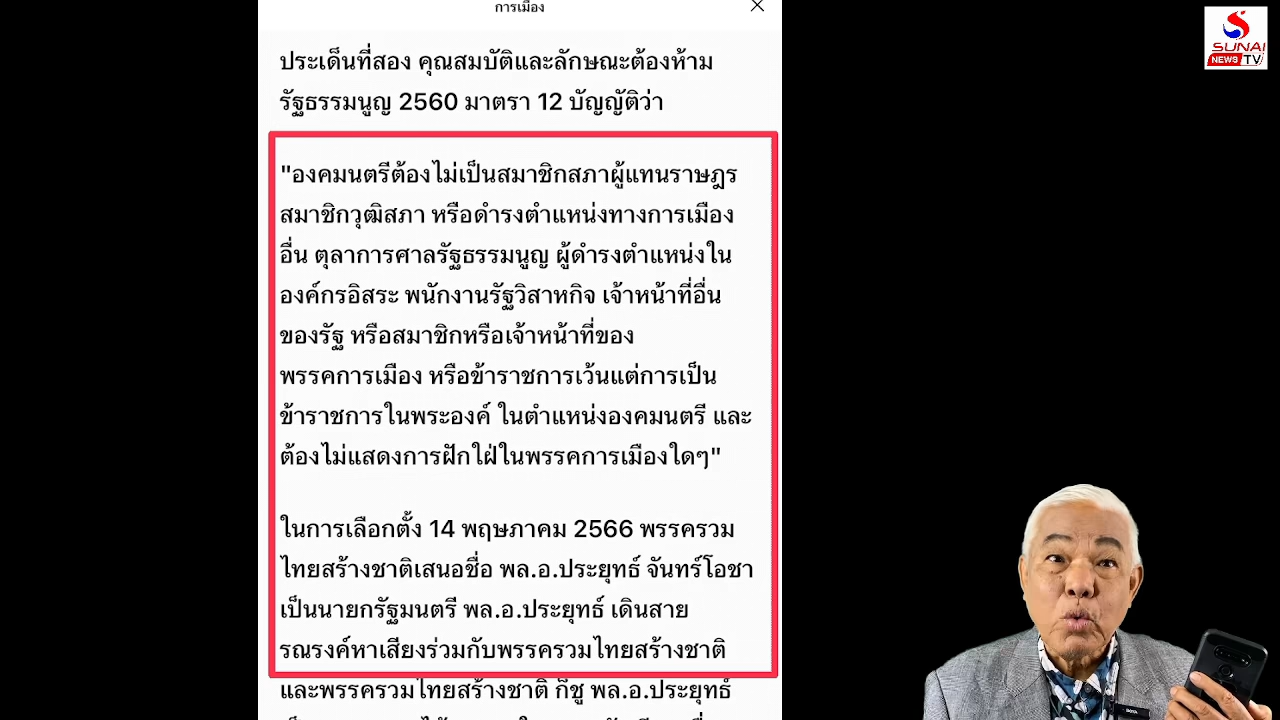 การเมือง
SUNAI
NEWS TV
ประเด็นที่สอง คุณสมบัติและลักษณะต้องห้าม
รัฐธรรมนูญ 2560 มาตรา 12 บัญญัติว่า
"องคมนตรีต้องไม่เป็นสมาชิกสภาผู้แทนราษฎร
สมาชิกวุฒิสภา หรือดำรงตำแหน่งทางการเมือง
อื่น ตุลาการศาลรัฐธรรมนูญ ผู้ดำรงตำแหน่งใน
องค์กรอิสระ พนักงานรัฐวิสาหกิจ เจ้าหน้าที่อื่น
ของรัฐ หรือสมาชิกหรือเจ้าหน้าที่ของ
พรรคการเมือง หรือข้าราชการเว้นแต่การเป็น
ข้าราชการในพระองค์ ในตำแหน่งองคมนตรี และ
ต้องไม่แสดงการฝักใฝ่ในพรรคการเมืองใดๆ"
ในการเลือกตั้ง 14 พฤษภาคม 2566 พรรครวม
ไทยสร้างชาติเสนอชื่อ พล.อ.ประยุทธ์ จันทร์โอชา
เป็นนายกรัฐมนตรี พล.อ.ประยุทธ์ เดินสาย
รณรงค์หาเสียงร่วมกับพรรครวมไทยสร้างชาติ
และพรรครวมไทยสร้างชาติ ก็ชู พล.อ.ประยุทธ์